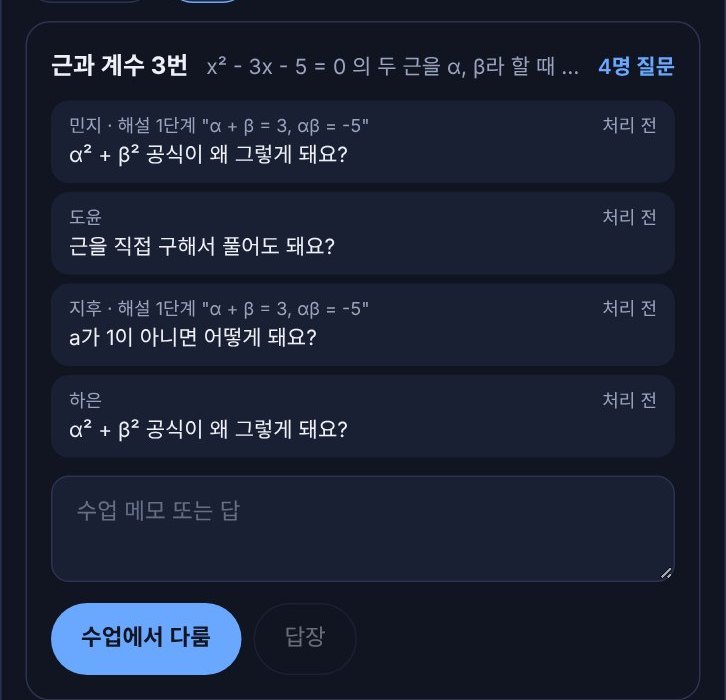 근과 계수 3번 x² - 3x - 5 = 0 의 두 근을 α, β라 할 때 ... 4명 질문
민지 · 해설 1단계 "α + β = 3, αβ = -5" 처리 전
α² + β² 공식이 왜 그렇게 돼요?
도윤 처리 전
근을 직접 구해서 풀어도 돼요?
지후 · 해설 1단계 "α + β = 3, αβ = -5" 처리 전
a가 1이 아니면 어떻게 돼요?
하은 처리 전
α² + β² 공식이 왜 그렇게 돼요?
수업 메모 또는 답
수업에서 다룸 답장